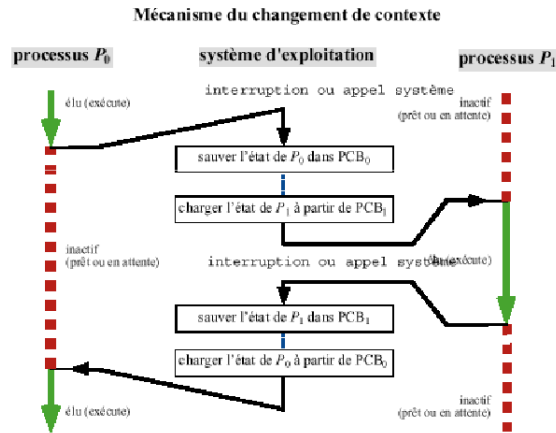 Mécanisme du changement de contexte
processus P0 système d'exploitation processus P1
interruption ou appel système
élu (exécute)
inactif
(prêt ou en attente)
sauver l'état de P0 dans PCB0
charger l'état de P1 à partir de PCB1
inactif
(prêt ou en attente)
interruption ou appel système
élu (exécute)
sauver l'état de P1 dans PCB1
charger l'état de P0 à partir de PCB0
élu (exécute)
inactif
(prêt ou en attente)